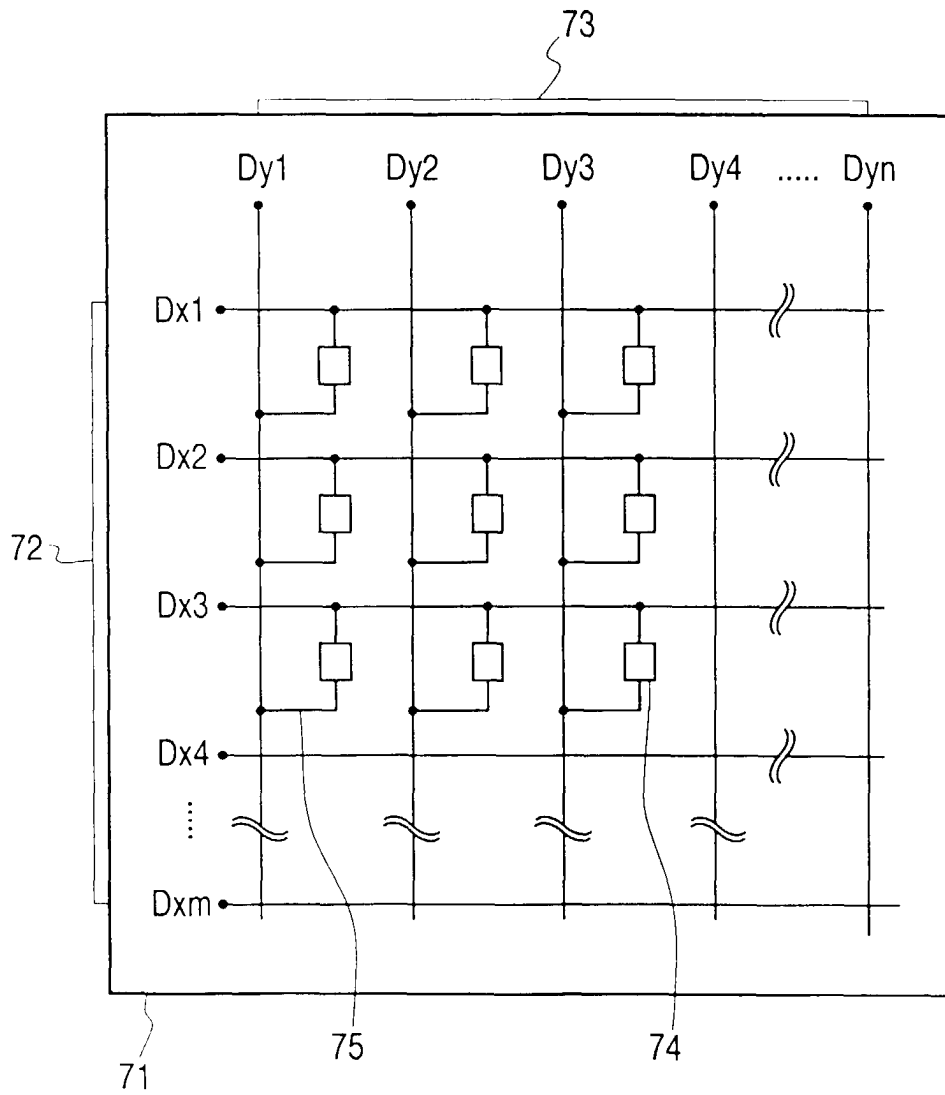 73
Dy1 Dy2 Dy3 Dy4 ..... Dyn
Dx1
Dx2
72
Dx3
Dx4
.....
Dxm
75 74
71